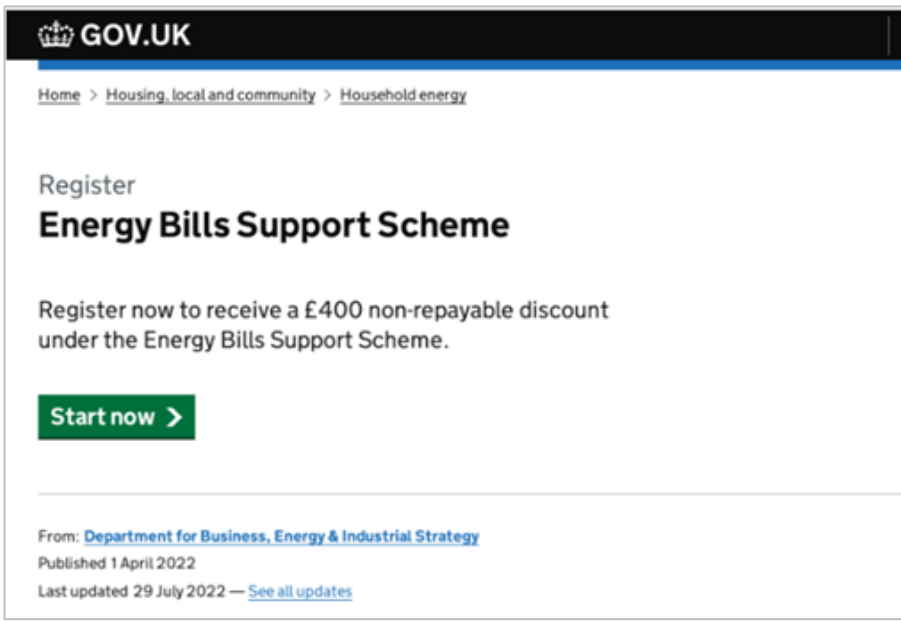 GOV.UK
Home > Housing, local and community > Household energy
Register
Energy Bills Support Scheme
Register now to receive a £400 non-repayable discount
under the Energy Bills Support Scheme.
Start now >
From: Department for Business, Energy & Industrial Strategy
Published 1 April 2022
Last updated 29 July 2022 — See all updates